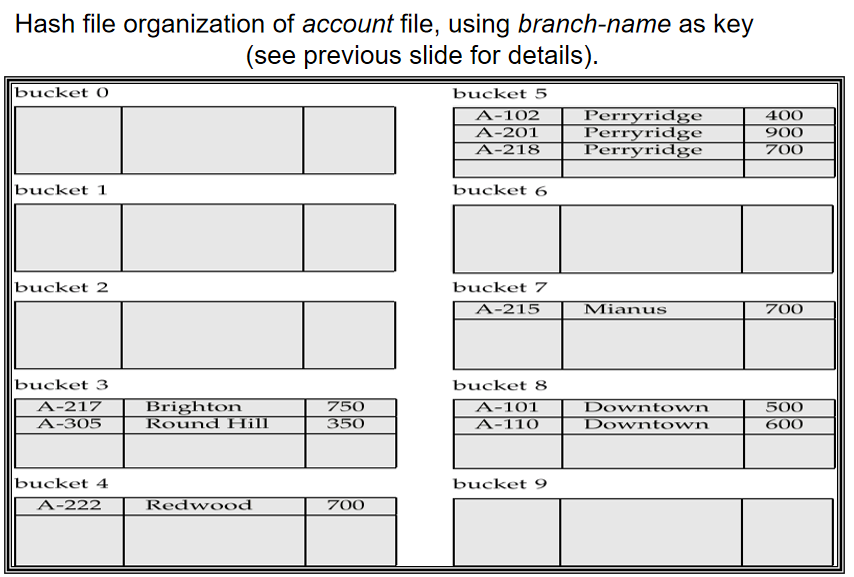 Hash file organization of account file, using branch-name as key
(see previous slide for details).
bucket 0
bucket 1
bucket 2
bucket 3
A-217 Brighton 750
A-305 Round Hill 350
bucket 4
A-222 Redwood 700
bucket 5
A-102 Perryridge 400
A-201 Perryridge 900
A-218 Perryridge 700
bucket 6
bucket 7
A-215 Mianus 700
bucket 8
A-101 Downtown 500
A-110 Downtown 600
bucket 9